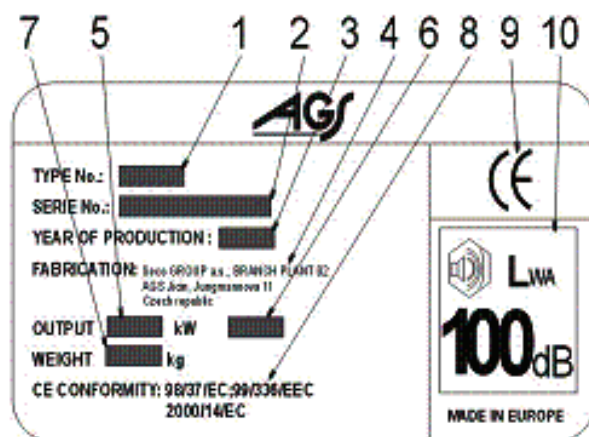 7 5 1 2 3 4 6 8 9 10
AGS
TYPE No.:
SERIE No.:
YEAR OF PRODUCTION :
FABRICATION: Seco GROUP a.s., BRANCH PLANT 02
AGS Jicin, Jungmannova 11
Czech republic
OUTPUT kW
WEIGHT kg
CE CONFORMITY: 98/37/EC;99/336/EEC
2000/14/EC
CE
LWA
100dB
MADE IN EUROPE